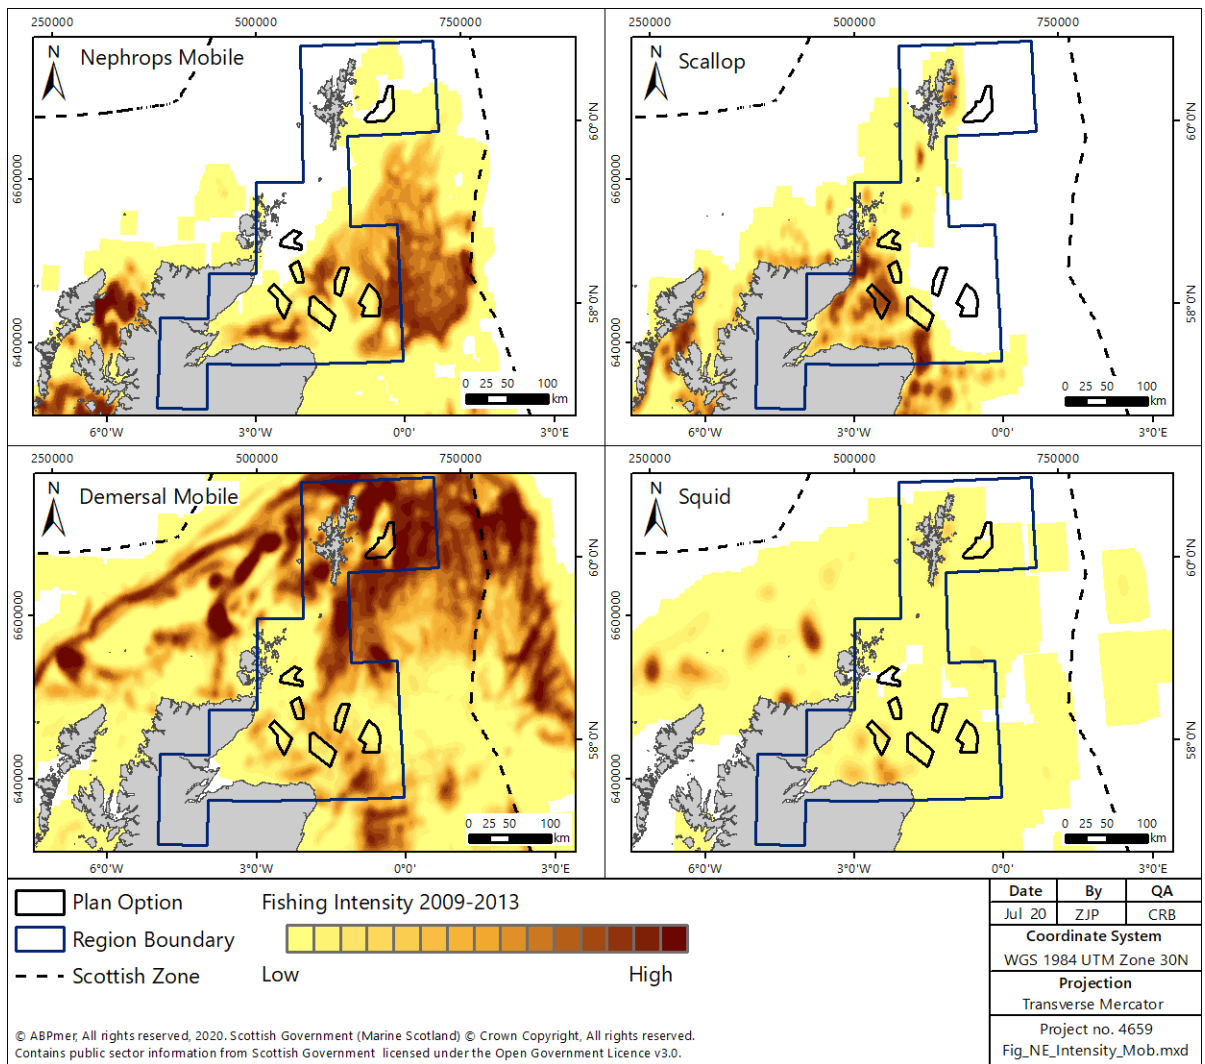 250000 500000 750000
250000 500000 750000
N
Nephrops Mobile
N
Scallop
6600000
6400000
60°0'N
58°0'N
6600000
6400000
60°0'N
58°0'N
0 25 50 100
km
0 25 50 100
km
6°0'W 3°0'W 0°0' 3°0'E
6°0'W 3°0'W 0°0' 3°0'E
250000 500000 750000
250000 500000 750000
N
Demersal Mobile
N
Squid
6600000
6400000
60°0'N
58°0'N
6600000
6400000
60°0'N
58°0'N
0 25 50 100
km
0 25 50 100
km
6°0'W 3°0'W 0°0' 3°0'E
6°0'W 3°0'W 0°0' 3°0'E
Plan Option
Region Boundary
Scottish Zone
Fishing Intensity 2009-2013
Low High
Date By QA
Jul 20 ZJP CRB
Coordinate System
WGS 1984 UTM Zone 30N
Projection
Transverse Mercator
Project no. 4659
Fig_NE_Intensity_Mob.mxd
© ABPmer, All rights reserved, 2020. Scottish Government (Marine Scotland) © Crown Copyright, All rights reserved.
Contains public sector information from Scottish Government licensed under the Open Government Licence v3.0.